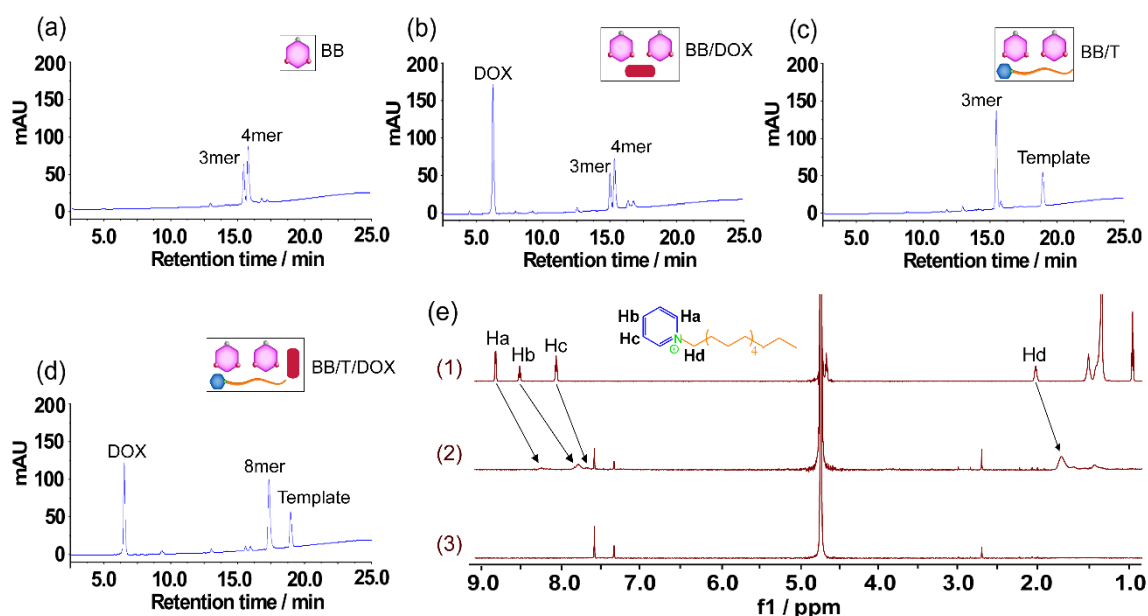 (a)
BB
200
150
100
50
0
mAU
3mer
4mer
5.0 10.0 15.0 20.0 25.0
Retention time / min
(b)
BB/DOX
200
150
100
50
0
mAU
DOX
3mer
4mer
5.0 10.0 15.0 20.0 25.0
Retention time / min
(c)
BB/T
200
150
100
50
0
mAU
3mer
Template
5.0 10.0 15.0 20.0 25.0
Retention time / min
(d)
BB/T/DOX
200
150
100
50
0
mAU
DOX
8mer
Template
5.0 10.0 15.0 20.0 25.0
Retention time / min
(e)
Hb Ha
Hc
N
+
Hd
4
Ha
Hb
Hc
Hd
(1)
(2)
(3)
9.0 8.0 7.0 6.0 5.0 4.0 3.0 2.0 1.0
f1 / ppm